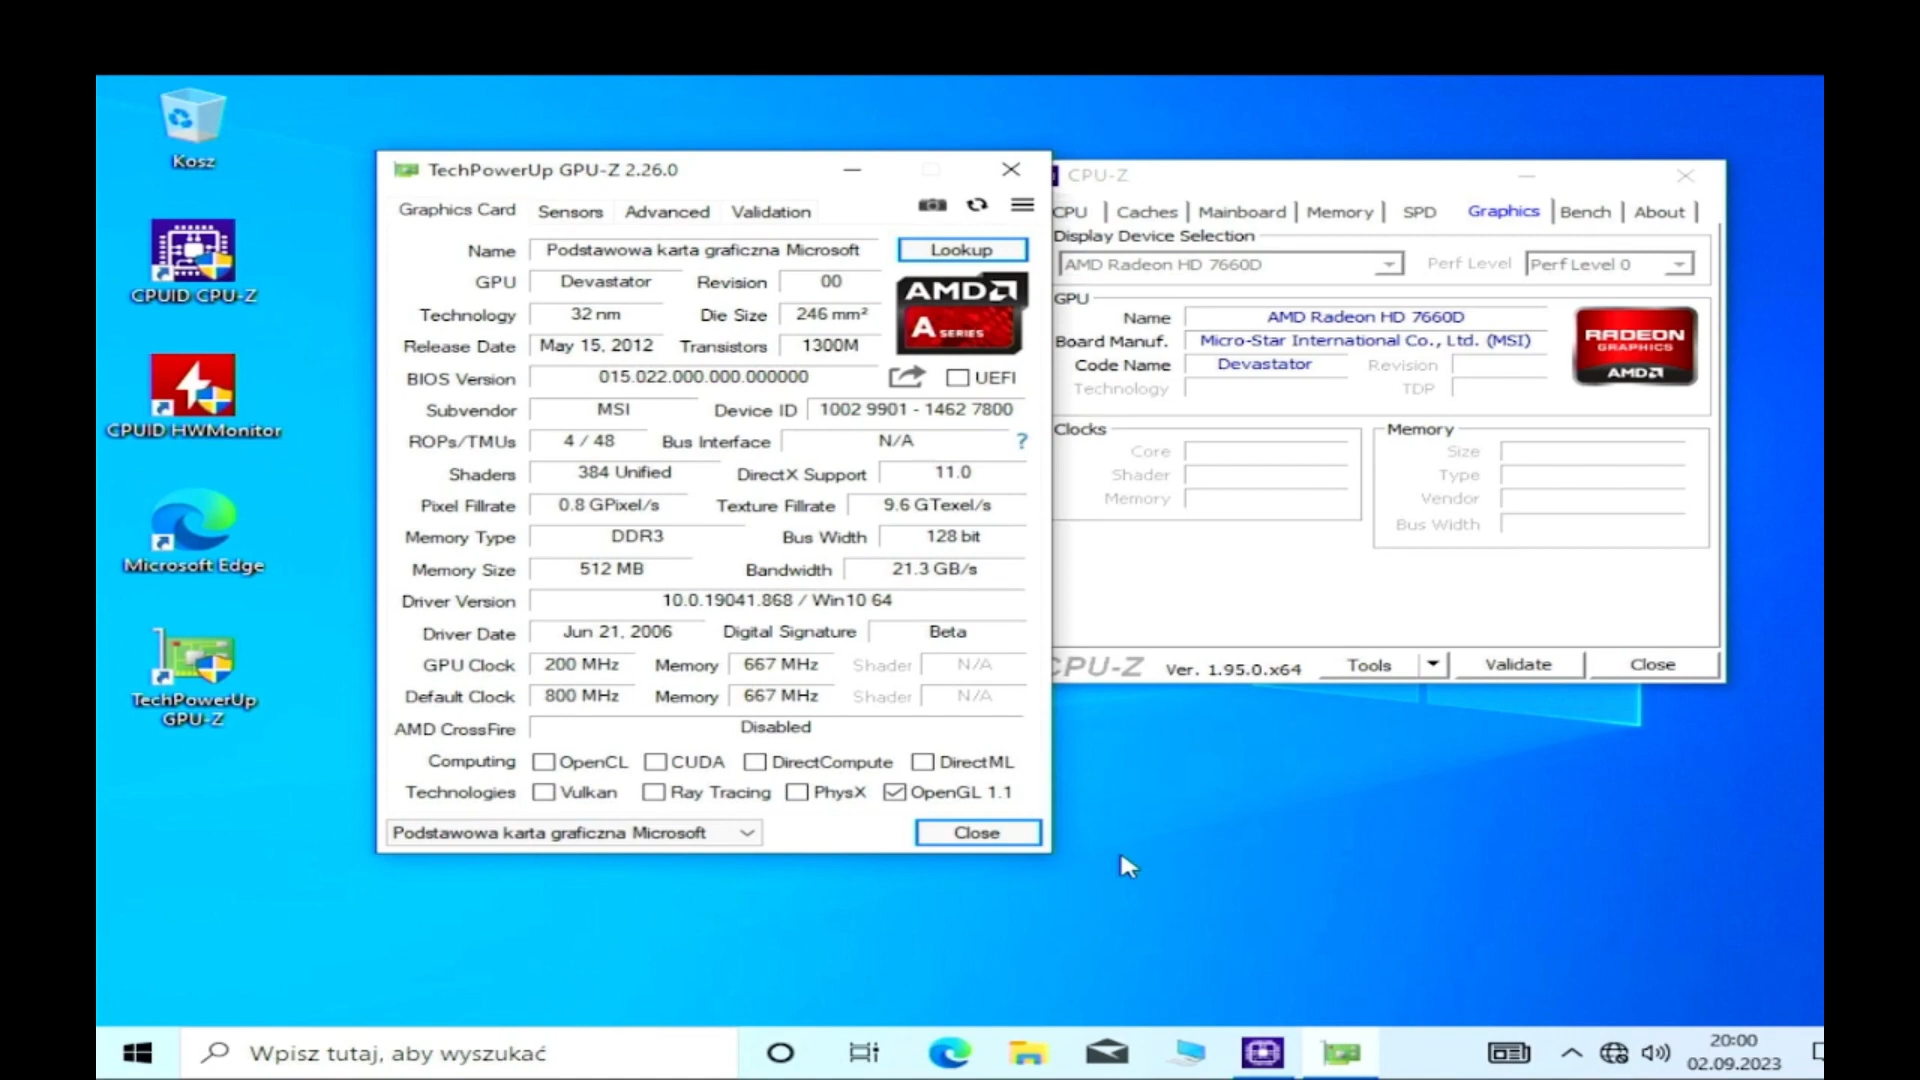 Kosz
CPUID CPU-Z
CPUID HWMonitor
Microsoft Edge
TechPowerUp
GPU-Z
TechPowerUp GPU-Z 2.26.0
Graphics Card Sensors Advanced Validation
Name Podstawowa karta graficzna Microsoft Lookup
GPU Devastator Revision 00
AMD
A SERIES
Technology 32 nm Die Size 246 mm²
Release Date May 15, 2012 Transistors 1300M
BIOS Version 015.022.000.000.000000 UEFI
Subvendor MSI Device ID 1002 9901 - 1462 7800
ROPs/TMUs 4 / 48 Bus Interface N/A ?
Shaders 384 Unified DirectX Support 11.0
Pixel Fillrate 0.8 GPixel/s Texture Fillrate 9.6 GTexel/s
Memory Type DDR3 Bus Width 128 bit
Memory Size 512 MB Bandwidth 21.3 GB/s
Driver Version 10.0.19041.868 / Win10 64
Driver Date Jun 21, 2006 Digital Signature Beta
GPU Clock 200 MHz Memory 667 MHz Shader N/A
Default Clock 800 MHz Memory 667 MHz Shader N/A
AMD CrossFire Disabled
Computing OpenCL CUDA DirectCompute DirectML
Technologies Vulkan Ray Tracing PhysX OpenGL 1.1
Podstawowa karta graficzna Microsoft Close
CPU-Z
CPU Caches Mainboard Memory SPD Graphics Bench About
Display Device Selection
AMD Radeon HD 7660D Perf Level Perf Level 0
GPU
Name AMD Radeon HD 7660D
Board Manuf. Micro-Star International Co., Ltd. (MSI)
Code Name Devastator Revision
Technology TDP
RADEON
GRAPHICS
AMD
Clocks
Core
Shader
Memory
Memory
Size
Type
Vendor
Bus Width
CPU-Z Ver. 1.95.0.x64 Tools Validate Close
Wpisz tutaj, aby wyszukać
20:00
02.09.2023